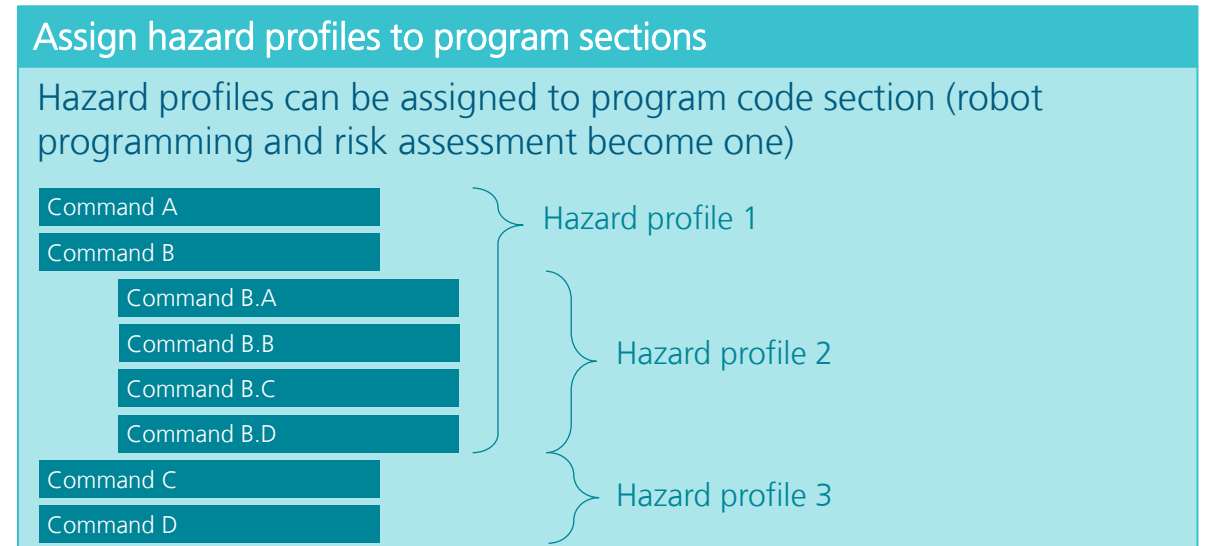 Assign hazard profiles to program sections
Hazard profiles can be assigned to program code section (robot
programming and risk assessment become one)
Command A
Hazard profile 1
Command B
Command B.A
Command B.B
Hazard profile 2
Command B.C
Command B.D
Command C
Hazard profile 3
Command D